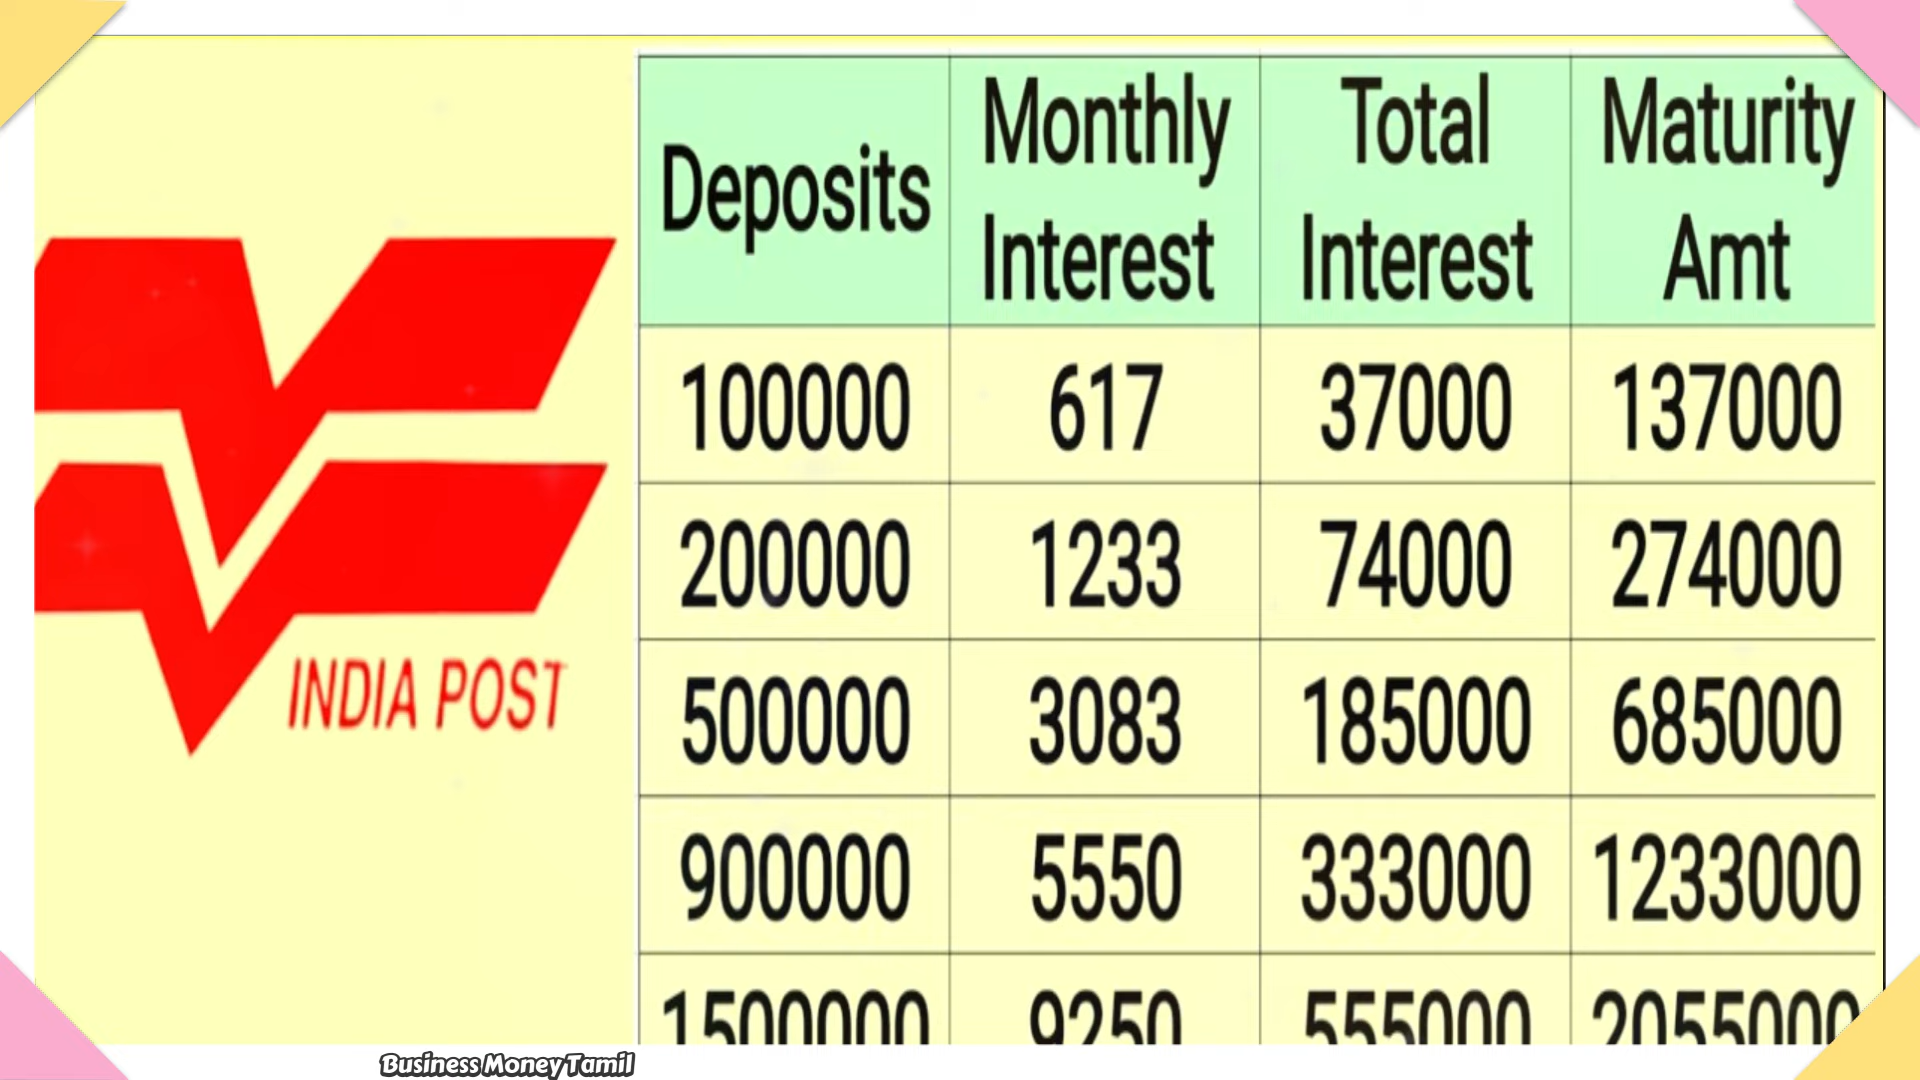 Deposits Monthly Interest Total Interest Maturity Amt
100000 617 37000 137000
200000 1233 74000 274000
500000 3083 185000 685000
900000 5550 333000 1233000
1500000 9250 555000 2055000
INDIA POST
Business Money Tamil